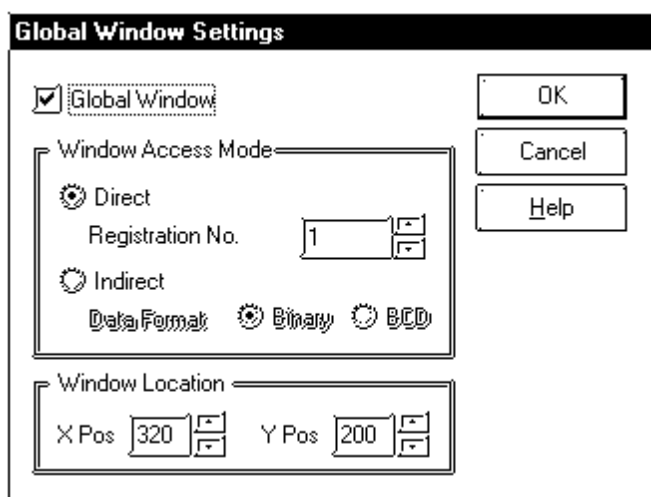 Global Window Settings
Global Window
OK
Window Access Mode
Cancel
Direct
Help
Registration No. 1
Indirect
Data Format Binary BCD
Window Location
X Pos 320 Y Pos 200